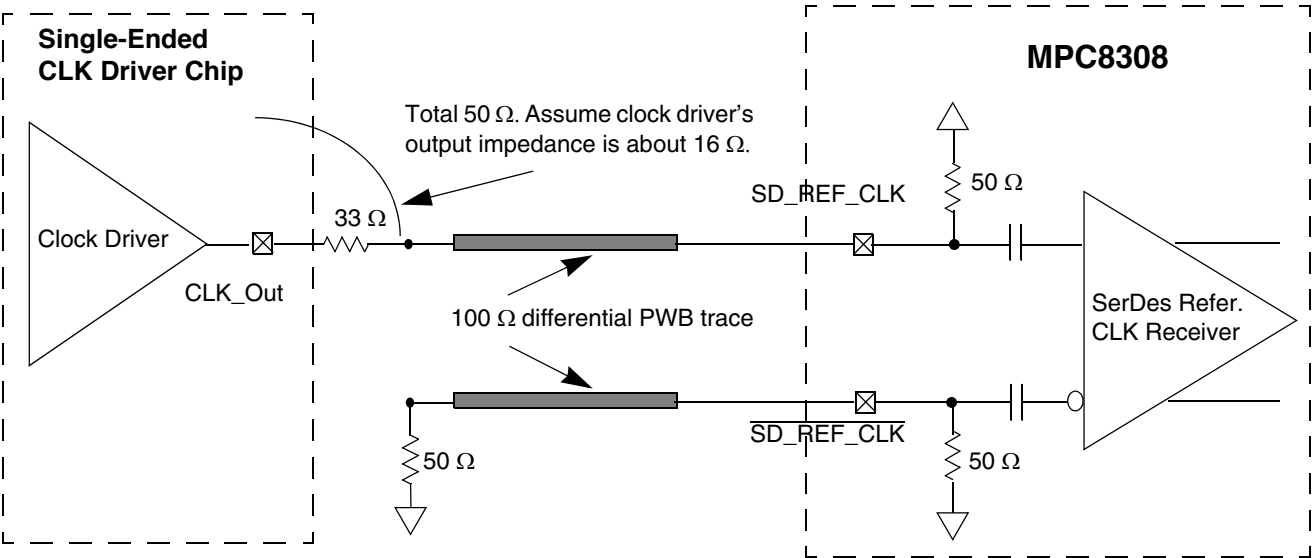 Single-Ended
CLK Driver Chip
MPC8308
Total 50 Ω. Assume clock driver's
output impedance is about 16 Ω.
SD_REF_CLK
50 Ω
33 Ω
Clock Driver
CLK_Out
100 Ω differential PWB trace
SerDes Refer.
CLK Receiver
SD_REF_CLK
50 Ω
50 Ω